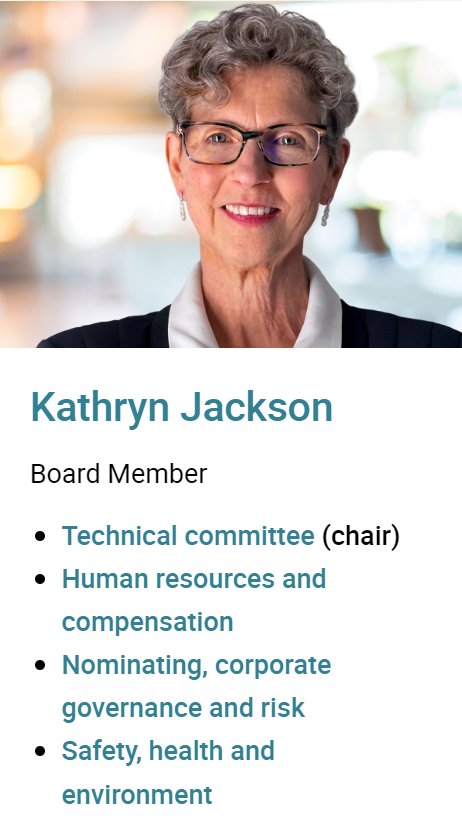 Kathryn Jackson
Board Member
• Technical committee (chair)
• Human resources and
compensation
• Nominating, corporate
governance and risk
• Safety, health and
environment